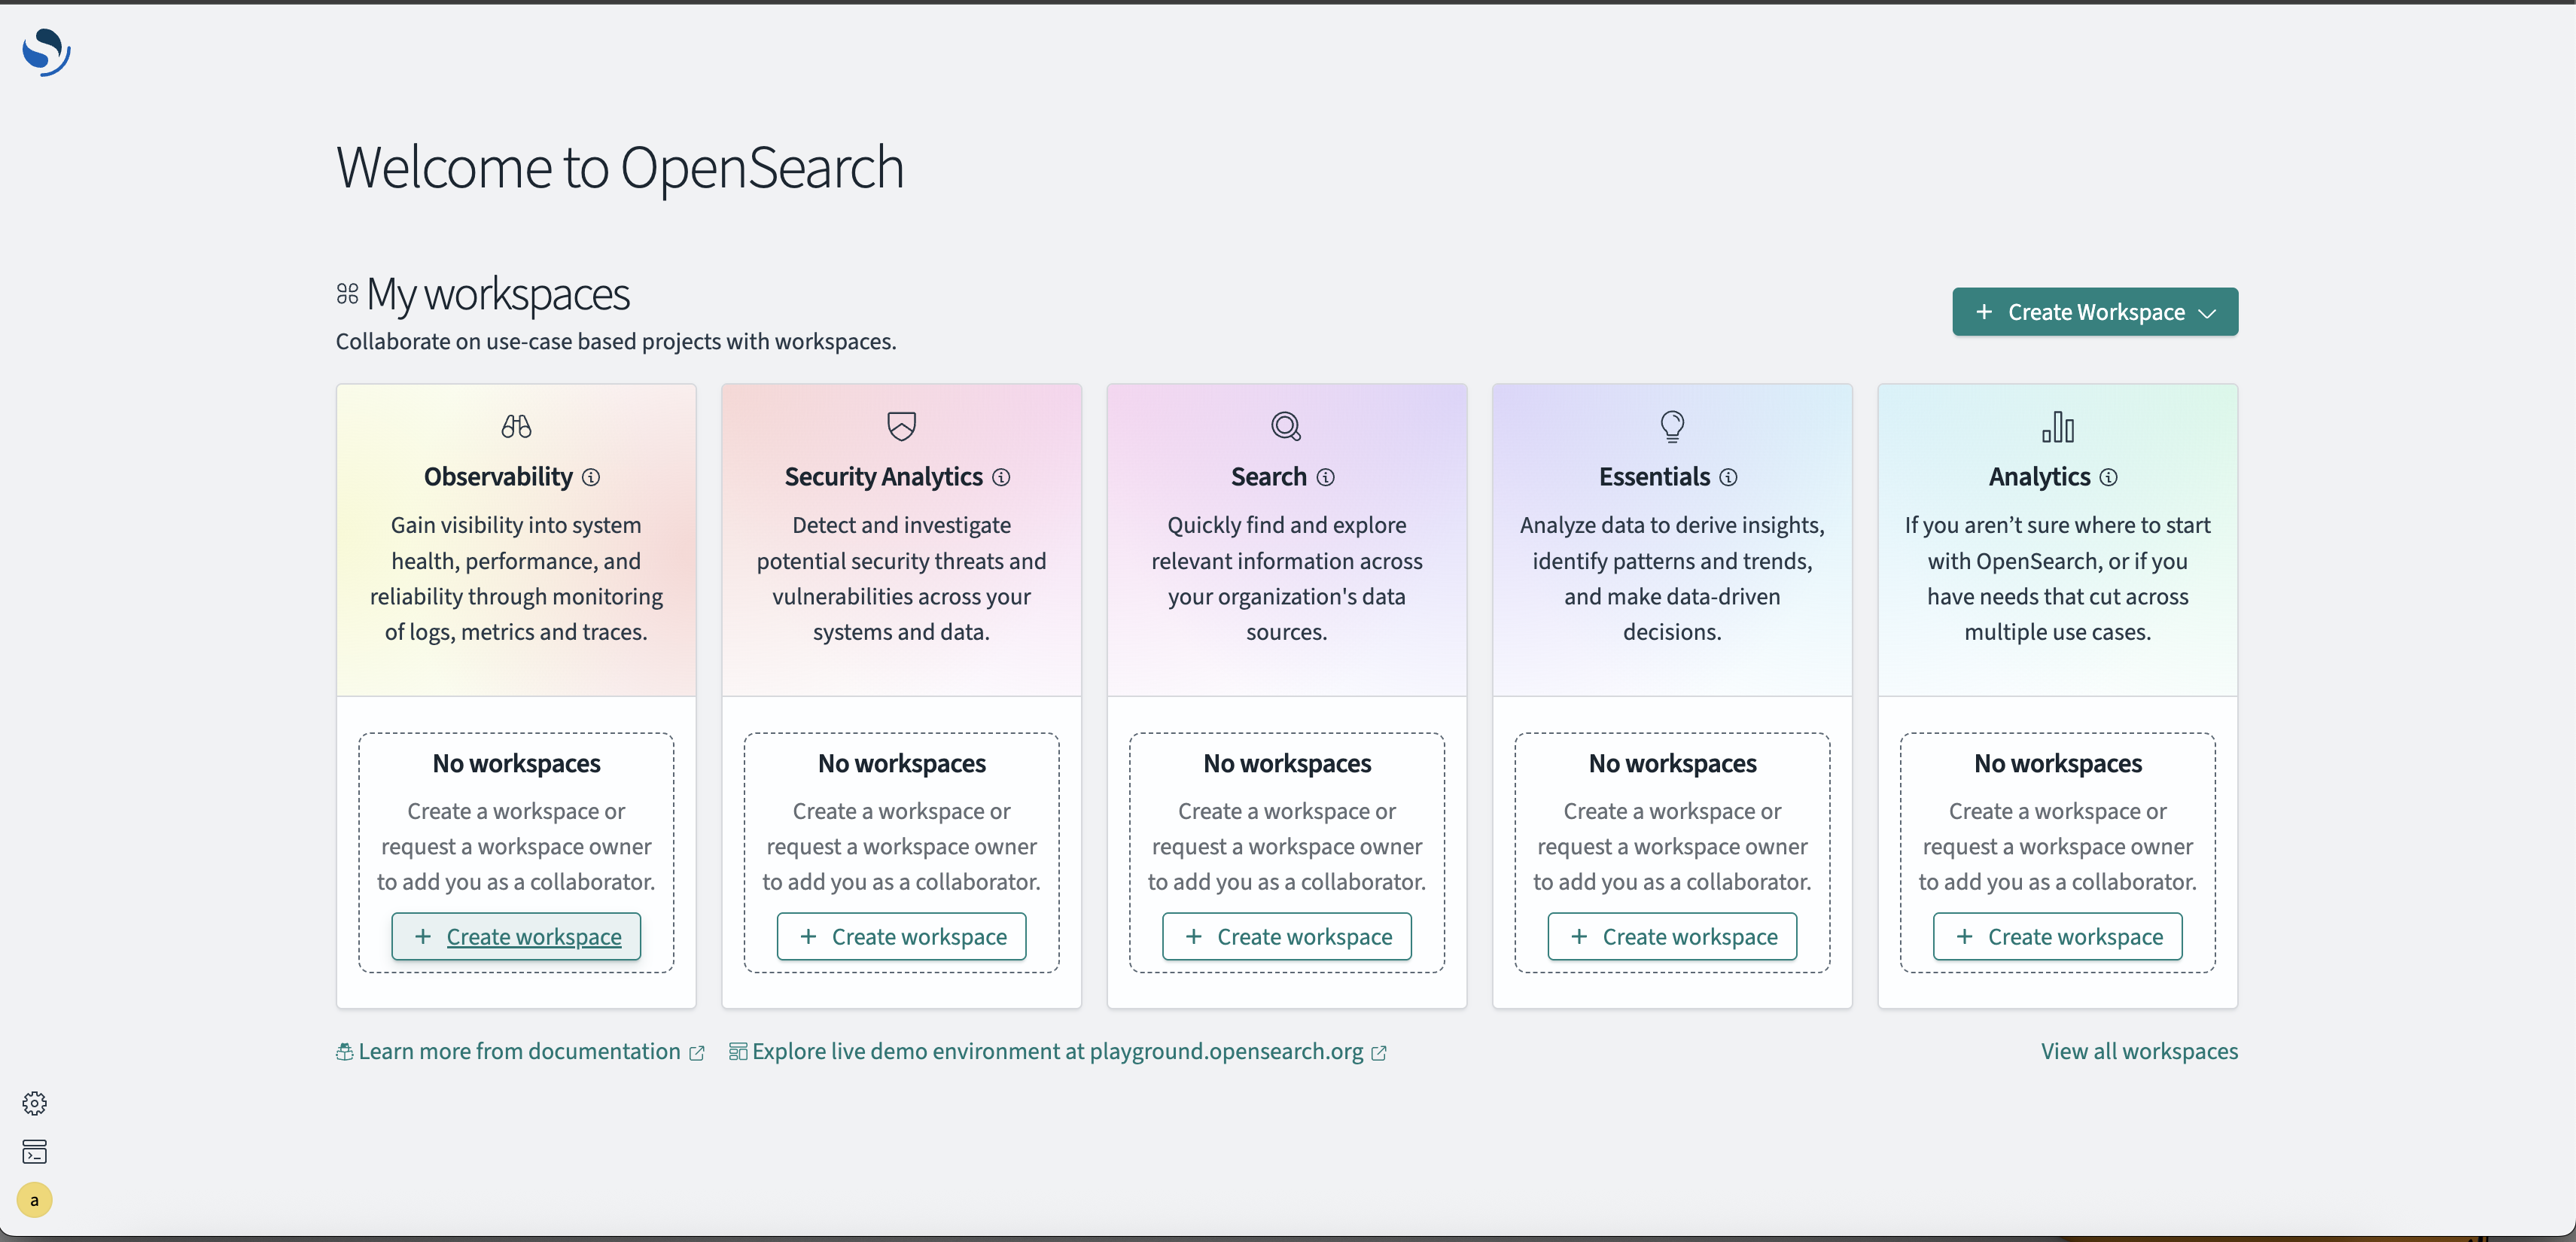 Welcome to OpenSearch
My workspaces
Collaborate on use-case based projects with workspaces.
Create Workspace
Observability
Gain visibility into system
health, performance, and
reliability through monitoring
of logs, metrics and traces.
No workspaces
Create a workspace or
request a workspace owner
to add you as a collaborator.
Create workspace
Security Analytics
Detect and investigate
potential security threats and
vulnerabilities across your
systems and data.
No workspaces
Create a workspace or
request a workspace owner
to add you as a collaborator.
Create workspace
Search
Quickly find and explore
relevant information across
your organization's data
sources.
No workspaces
Create a workspace or
request a workspace owner
to add you as a collaborator.
Create workspace
Essentials
Analyze data to derive insights,
identify patterns and trends,
and make data-driven
decisions.
No workspaces
Create a workspace or
request a workspace owner
to add you as a collaborator.
Create workspace
Analytics
If you aren’t sure where to start
with OpenSearch, or if you
have needs that cut across
multiple use cases.
No workspaces
Create a workspace or
request a workspace owner
to add you as a collaborator.
Create workspace
Learn more from documentation
Explore live demo environment at playground.opensearch.org
View all workspaces
a